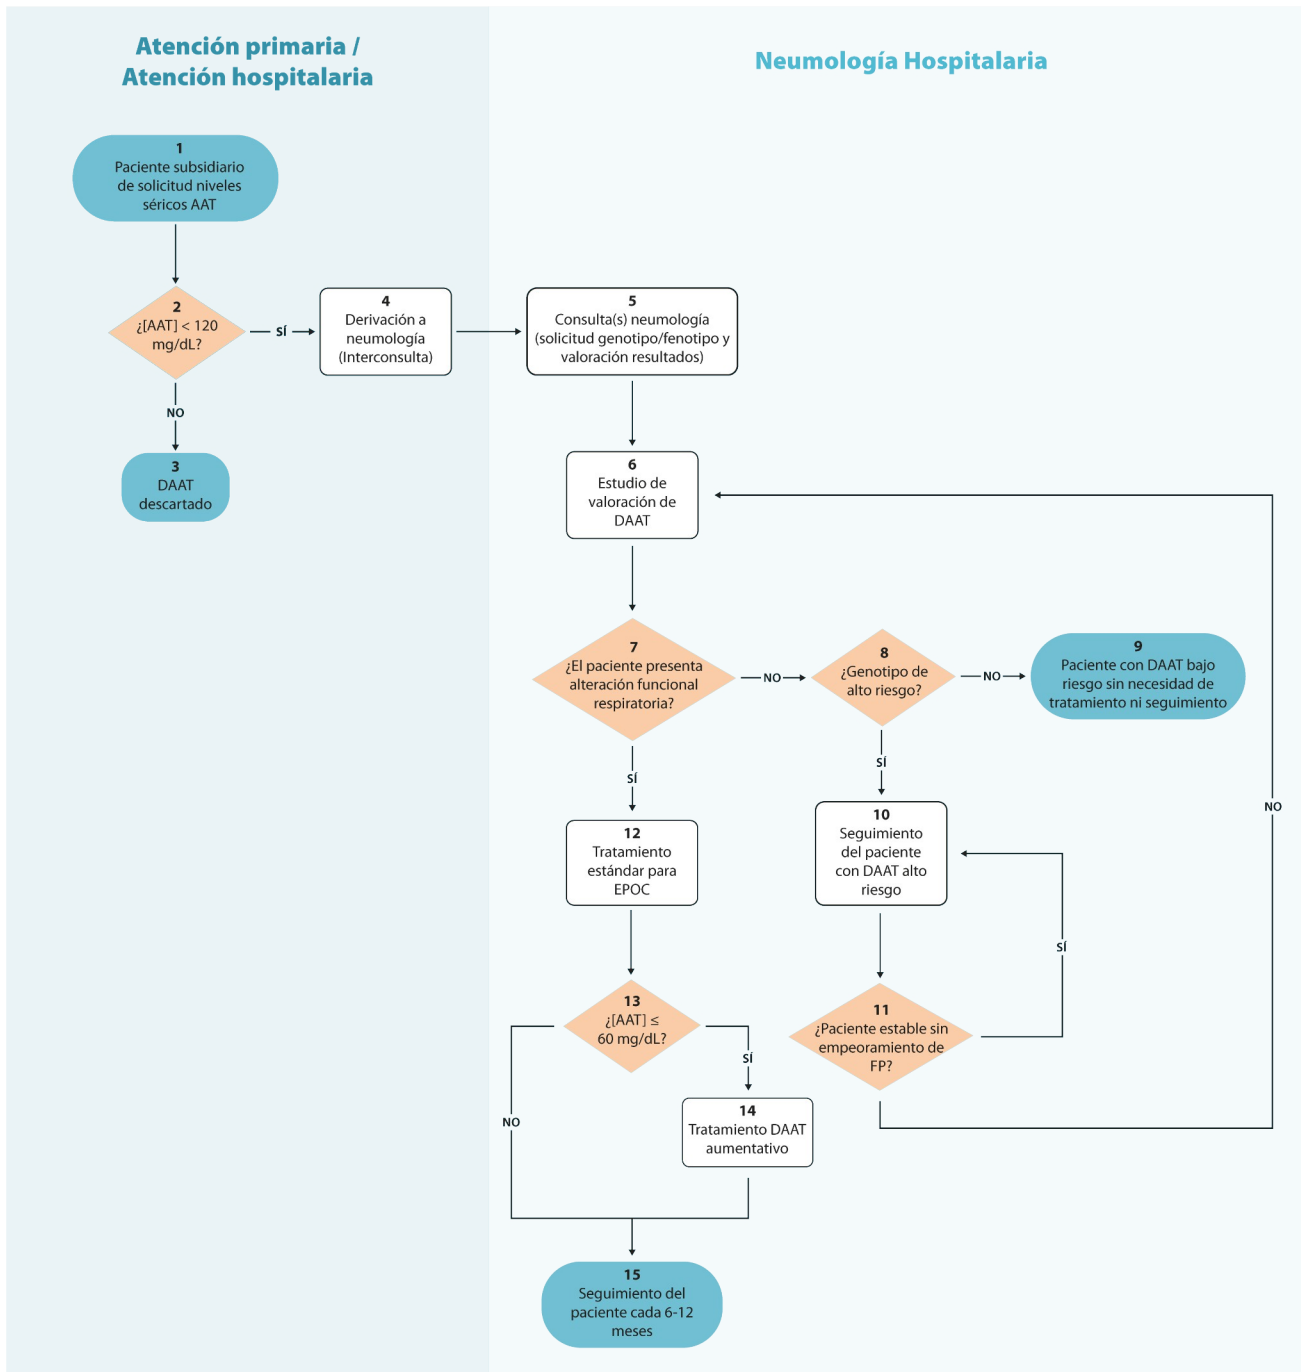 Atención primaria /
Atención hospitalaria
Neumología Hospitalaria
1
Paciente subsidiario
de solicitud niveles
séricos AAT
2
¿[AAT] < 120
mg/dL?
SÍ
NO
3
DAAT
descartado
4
Derivación a
neumología
(Interconsulta)
5
Consulta(s) neumología
(solicitud genotipo/fenotipo y
valoración resultados)
6
Estudio de
valoración de
DAAT
7
¿El paciente presenta
alteración funcional
respiratoria?
NO
SÍ
8
¿Genotipo de
alto riesgo?
NO
SÍ
9
Paciente con DAAT bajo
riesgo sin necesidad de
tratamiento ni seguimiento
10
Seguimiento
del paciente
con DAAT alto
riesgo
11
¿Paciente estable sin
empeoramiento de
FP?
SÍ
NO
12
Tratamiento
estándar para
EPOC
13
¿[AAT] ≤
60 mg/dL?
SÍ
NO
14
Tratamiento DAAT
aumentativo
15
Seguimiento del
paciente cada 6-12
meses